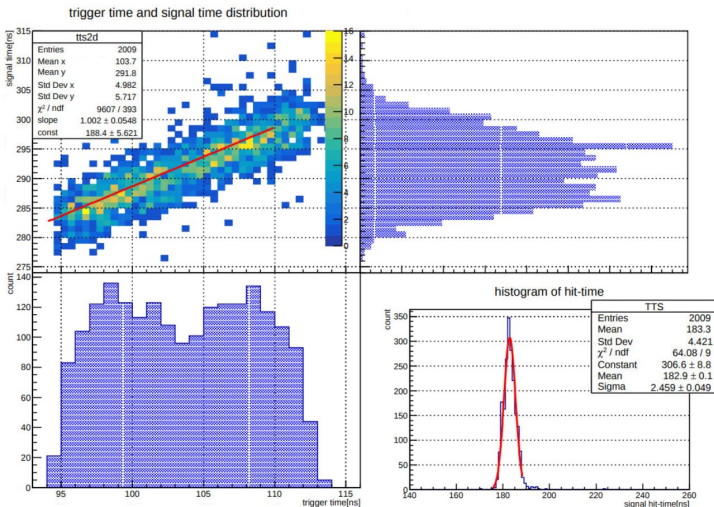 trigger time and signal time distribution
signal time[ns]
315
310
305
300
295
290
285
280
275
tts2d
Entries 2009
Mean x 103.7
Mean y 291.8
Std Dev x 4.982
Std Dev y 5.717
χ² / ndf 9607 / 393
slope 1.002 ± 0.0548
const 188.4 ± 5.621
16
14
12
10
8
6
4
2
0
count
140
120
100
80
60
40
20
0
95 100 105 110 115
trigger time[ns]
histogram of hit-time
count
350
300
250
200
150
100
50
140 160 180 200 220 240 260
signal hit-time[ns]
TTS
Entries 2009
Mean 183.3
Std Dev 4.421
χ² / ndf 64.08 / 9
Constant 306.6 ± 8.8
Mean 182.9 ± 0.1
Sigma 2.459 ± 0.049